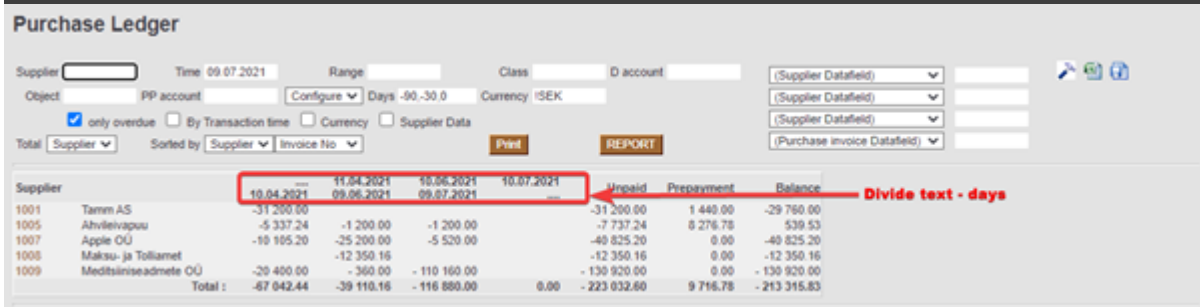 Purchase Ledger
Supplier Time 09.07.2021 Range Class D account (Supplier Datafield)
Object PP account Configure Days -90,-30,0 Currency !SEK (Supplier Datafield)
only overdue By Transaction time Currency Supplier Data (Supplier Datafield)
Total Supplier Sorted by Supplier Invoice No Print REPORT (Purchase invoice Datafield)
Supplier .... 11.04.2021 10.06.2021 10.07.2021 Unpaid Prepayment Balance
10.04.2021 09.06.2021 09.07.2021 .... Divide text - days
1001 Tamm AS -31 200.00 -31 200.00 1 440.00 -29 760.00
1005 Ahvileivapuu -5 337.24 -1 200.00 -1 200.00 -7 737.24 8 276.78 539.53
1007 Apple OÜ -10 105.20 -25 200.00 -5 520.00 -40 825.20 0.00 -40 825.20
1008 Maksu- ja Tolliamet -12 350.16 -12 350.16 0.00 -12 350.16
1009 Meditsiiniseadmete OÜ -20 400.00 - 360.00 - 110 160.00 - 130 920.00 0.00 - 130 920.00
Total : -67 042.44 -39 110.16 - 116 880.00 0.00 - 223 032.60 9 716.78 - 213 315.83